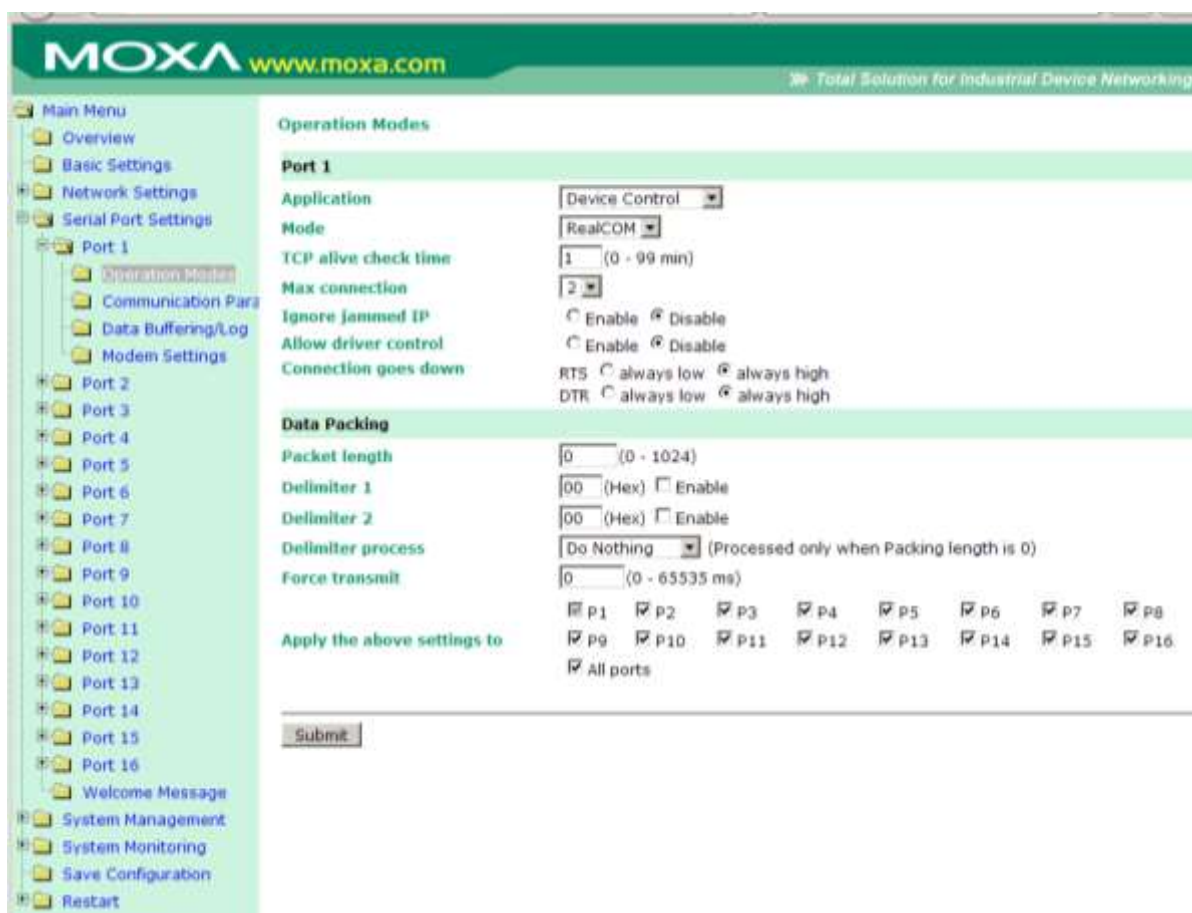 MOXA www.moxa.com
Total Solution for Industrial Device Networking
Main Menu
Overview
Basic Settings
Network Settings
Serial Port Settings
Port 1
Operation Modes
Communication Para
Data Buffering/Log
Modem Settings
Port 2
Port 3
Port 4
Port 5
Port 6
Port 7
Port 8
Port 9
Port 10
Port 11
Port 12
Port 13
Port 14
Port 15
Port 16
Welcome Message
System Management
System Monitoring
Save Configuration
Restart
Operation Modes
Port 1
Application Device Control
Mode RealCOM
TCP alive check time 1 (0 - 99 min)
Max connection 2
Ignore jammed IP Enable Disable
Allow driver control Enable Disable
Connection goes down RTS always low always high
DTR always low always high
Data Packing
Packet length 0 (0 - 1024)
Delimiter 1 00 (Hex) Enable
Delimiter 2 00 (Hex) Enable
Delimiter process Do Nothing (Processed only when Packing length is 0)
Force transmit 0 (0 - 65535 ms)
P1 P2 P3 P4 P5 P6 P7 P8
Apply the above settings to P9 P10 P11 P12 P13 P14 P15 P16
All ports
Submit